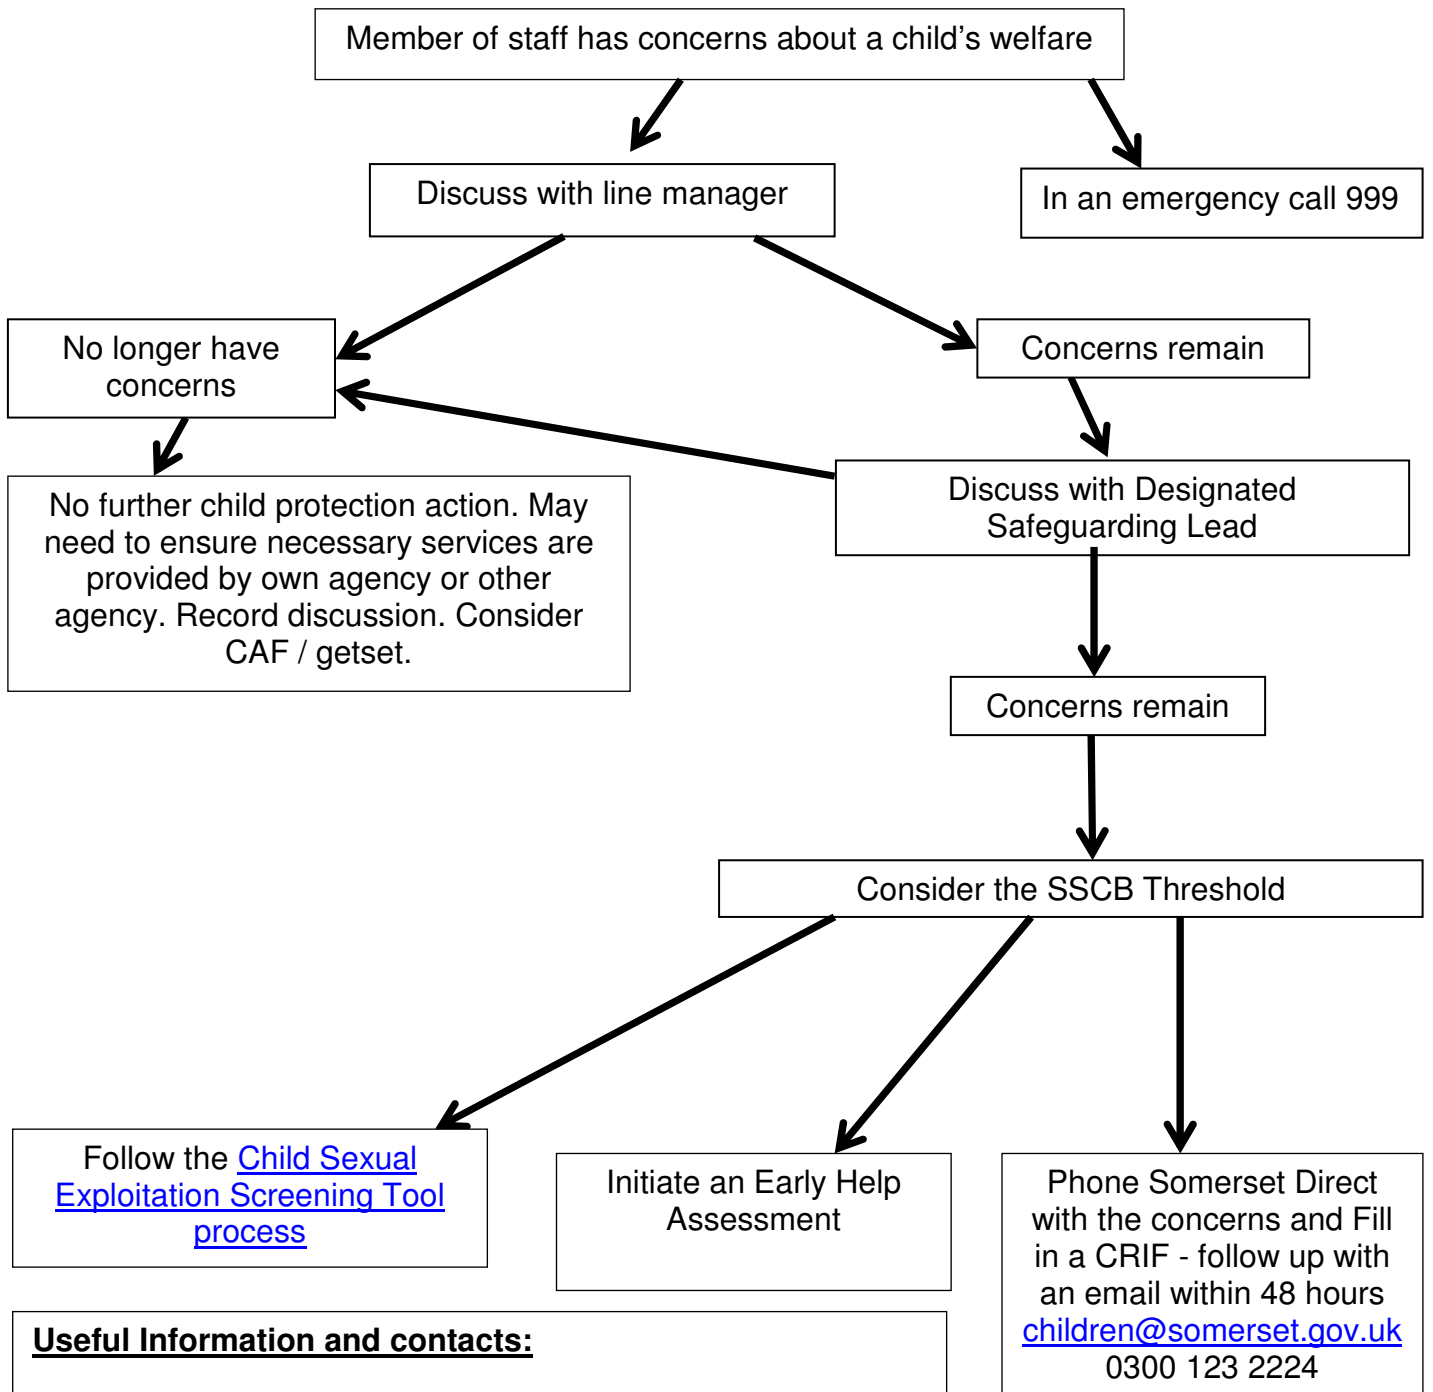 Member of staff has concerns about a child's welfare
Discuss with line manager
In an emergency call 999
No longer have
concerns
Concerns remain
No further child protection action. May
need to ensure necessary services are
provided by own agency or other
agency. Record discussion. Consider
CAF / getset.
Discuss with Designated
Safeguarding Lead
Concerns remain
Consider the SSCB Threshold
Follow the Child Sexual
Exploitation Screening Tool
process
Initiate an Early Help
Assessment
Phone Somerset Direct
with the concerns and Fill
in a CRIF - follow up with
an email within 48 hours
children@somerset.gov.uk
0300 123 2224
Useful Information and contacts: